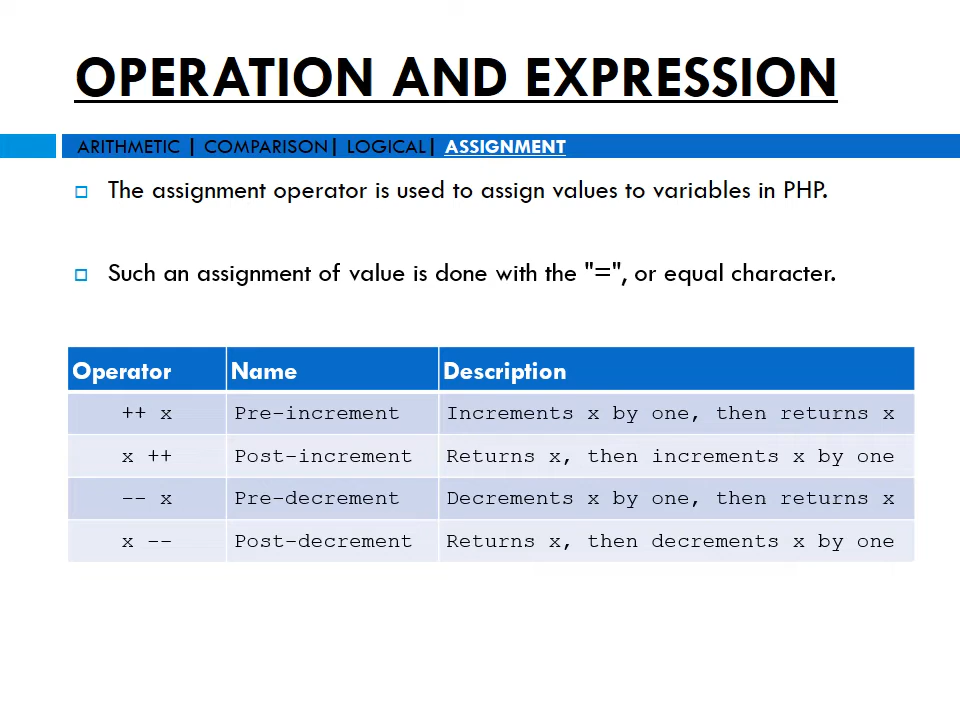 OPERATION AND EXPRESSION
ARITHMETIC | COMPARISON| LOGICAL| ASSIGNMENT
The assignment operator is used to assign values to variables in PHP.
Such an assignment of value is done with the "=", or equal character.
Operator Name Description
++ x Pre-increment Increments x by one, then returns x
x ++ Post-increment Returns x, then increments x by one
-- x Pre-decrement Decrements x by one, then returns x
x -- Post-decrement Returns x, then decrements x by one